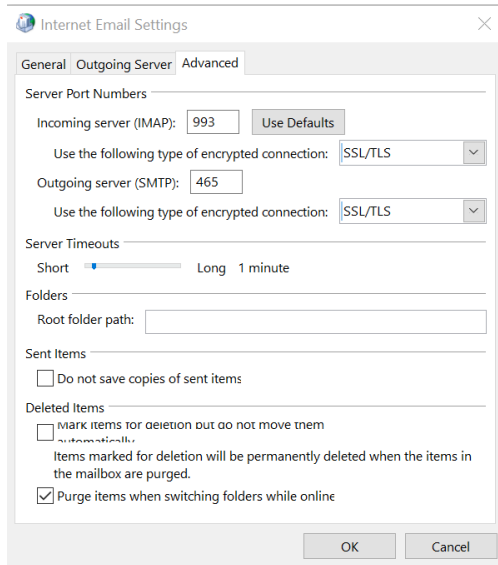 Internet Email Settings
General Outgoing Server Advanced
Server Port Numbers
Incoming server (IMAP): 993 Use Defaults
Use the following type of encrypted connection: SSL/TLS
Outgoing server (SMTP): 465
Use the following type of encrypted connection: SSL/TLS
Server Timeouts
Short Long 1 minute
Folders
Root folder path:
Sent Items
Do not save copies of sent items
Deleted Items
Mark items for deletion but do not move them
automatically
Items marked for deletion will be permanently deleted when the items in
the mailbox are purged.
Purge items when switching folders while online
OK Cancel